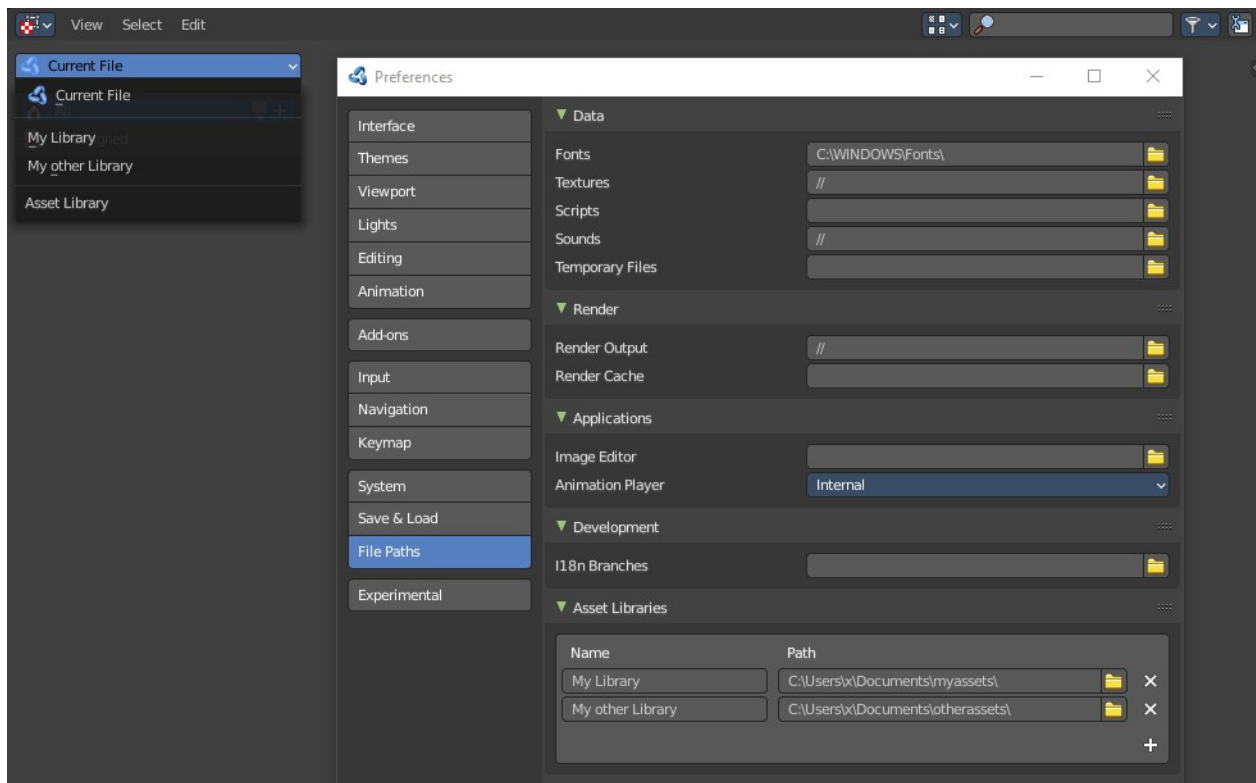 View Select Edit
Current File
Current File
My Library
My other Library
Asset Library
Preferences
Interface
Themes
Viewport
Lights
Editing
Animation
Add-ons
Input
Navigation
Keymap
System
Save & Load
File Paths
Experimental
Data
Fonts C:\WINDOWS\Fonts\
Textures //
Scripts
Sounds //
Temporary Files
Render
Render Output //
Render Cache
Applications
Image Editor
Animation Player Internal
Development
I18n Branches
Asset Libraries
Name Path
My Library C:\Users\x\Documents\myassets\
My other Library C:\Users\x\Documents\otherassets\